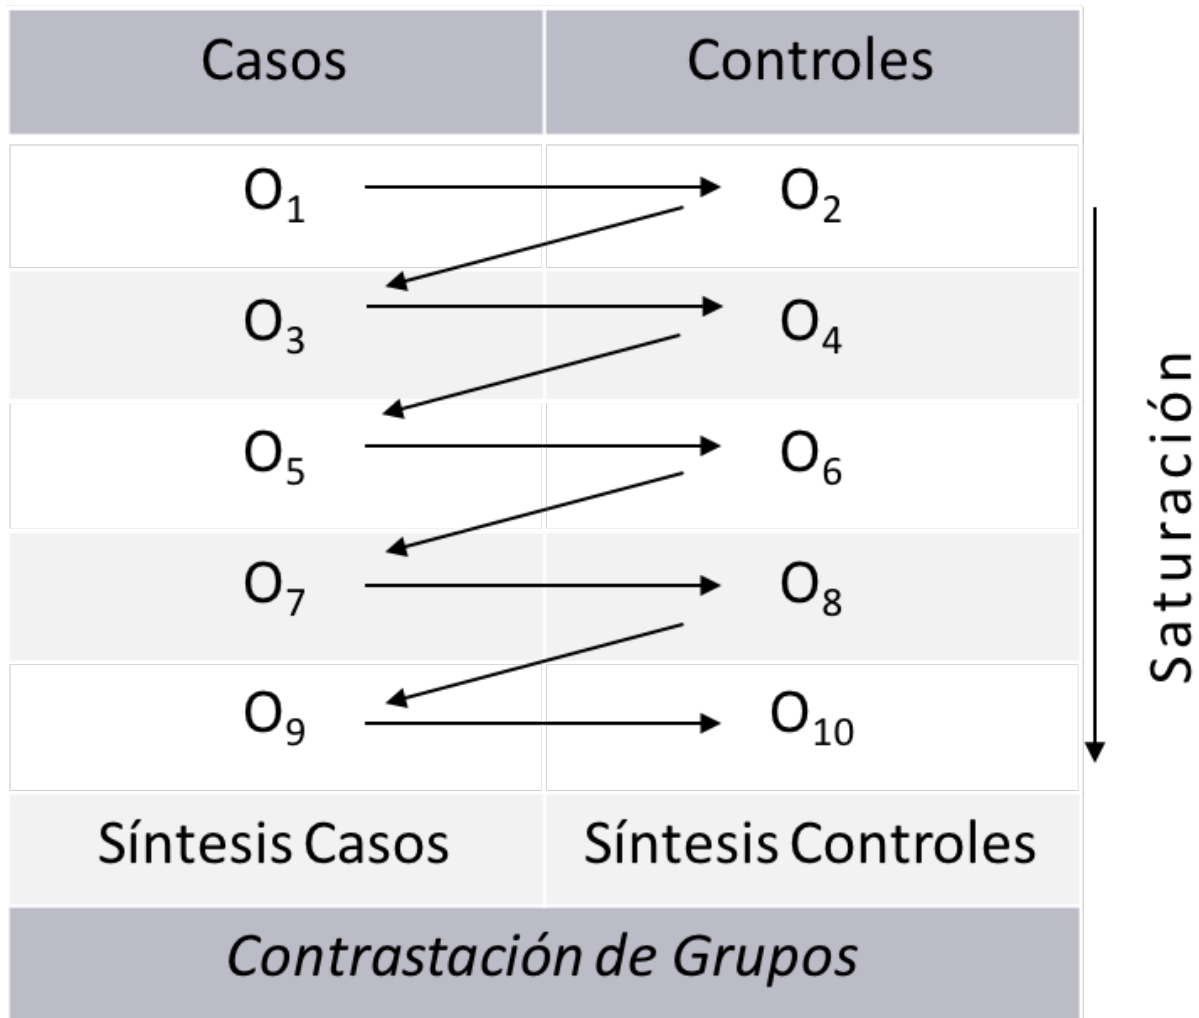 Casos Controles
O₁ O₂
O₃ O₄
O₅ O₆
O₇ O₈
O₉ O₁₀
Síntesis Casos Síntesis Controles
Contrastación de Grupos
Saturación